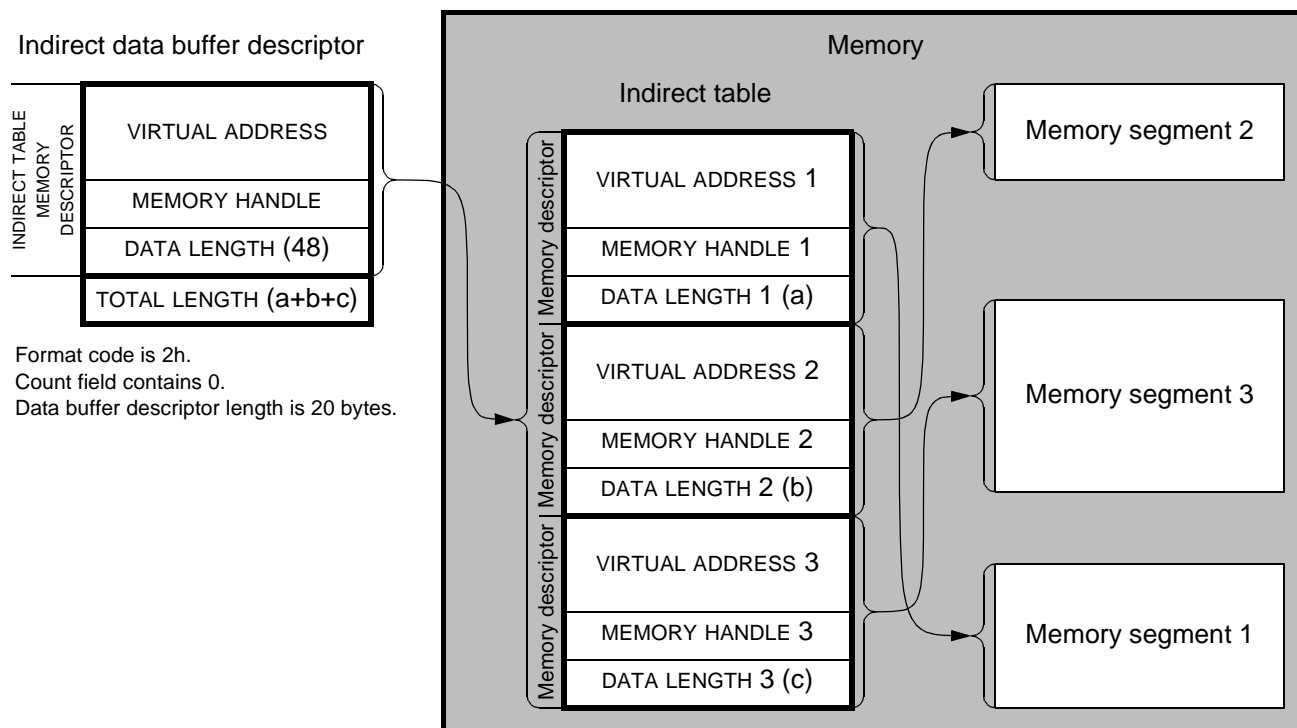 Indirect data buffer descriptor
INDIRECT TABLE
MEMORY
DESCRIPTOR
VIRTUAL ADDRESS
MEMORY HANDLE
DATA LENGTH (48)
TOTAL LENGTH (a+b+c)
Format code is 2h.
Count field contains 0.
Data buffer descriptor length is 20 bytes.
Memory
Indirect table
Memory descriptor
VIRTUAL ADDRESS 1
MEMORY HANDLE 1
DATA LENGTH 1 (a)
Memory descriptor
VIRTUAL ADDRESS 2
MEMORY HANDLE 2
DATA LENGTH 2 (b)
Memory descriptor
VIRTUAL ADDRESS 3
MEMORY HANDLE 3
DATA LENGTH 3 (c)
Memory segment 2
Memory segment 3
Memory segment 1